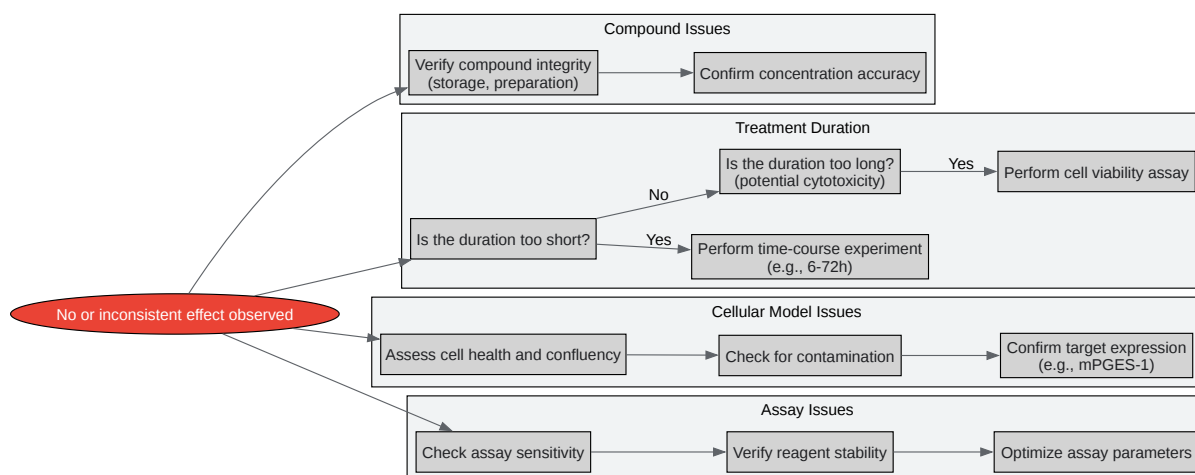 Compound Issues
Verify compound integrity
(storage, preparation)
Confirm concentration accuracy
Treatment Duration
Is the duration too long?
(potential cytotoxicity)
Yes
Perform cell viability assay
No
Is the duration too short?
Yes
Perform time-course experiment
(e.g., 6-72h)
No or inconsistent effect observed
Cellular Model Issues
Assess cell health and confluency
Check for contamination
Confirm target expression
(e.g., mPGES-1)
Assay Issues
Check assay sensitivity
Verify reagent stability
Optimize assay parameters